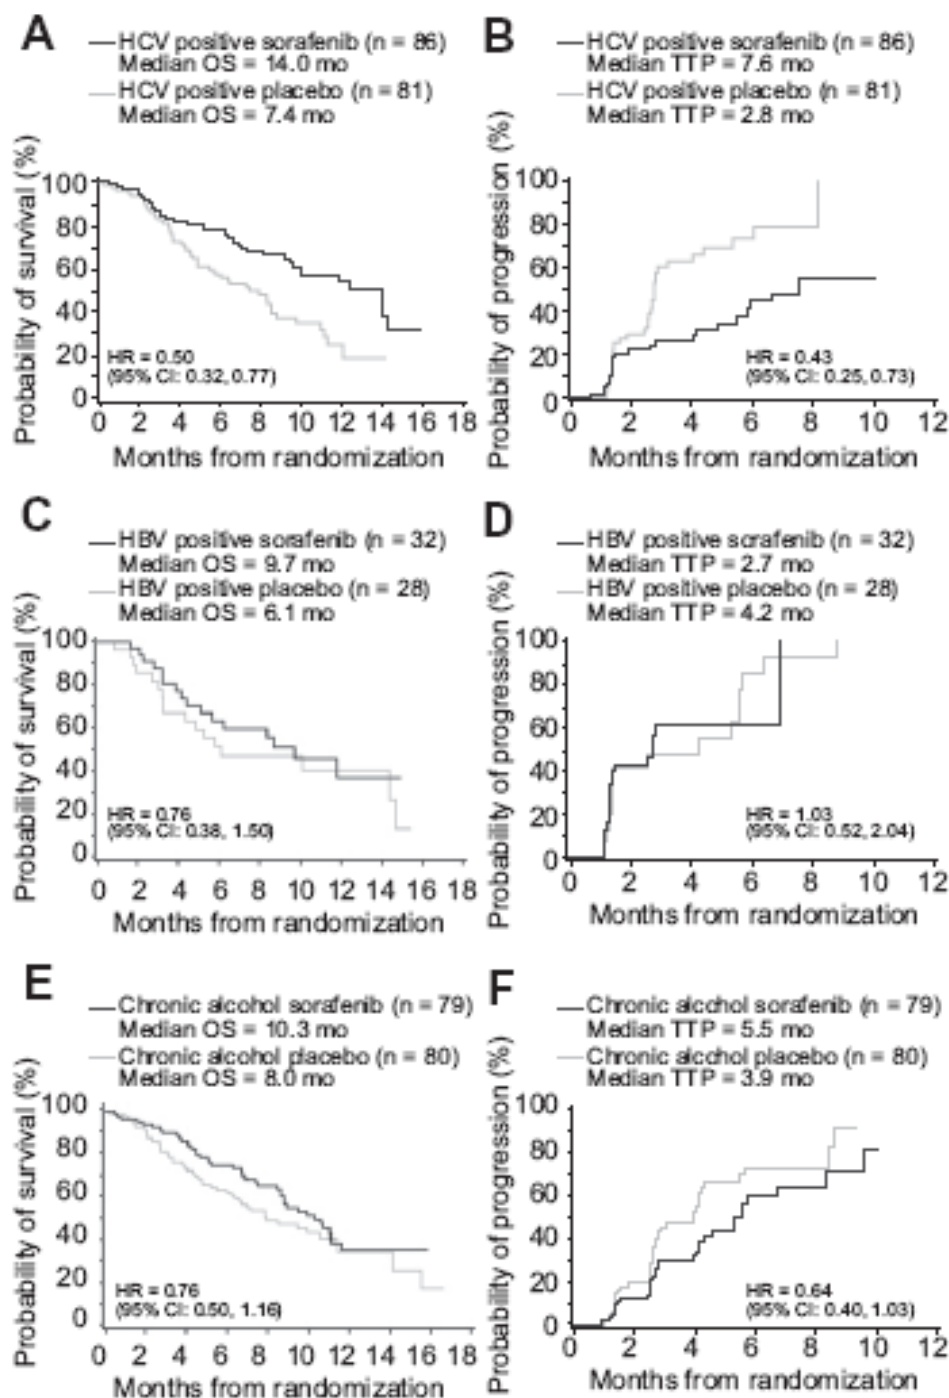 A
HCV positive sorafenib (n = 86)
Median OS = 14.0 mo
HCV positive placebo (n = 81)
Median OS = 7.4 mo
Probability of survival (%)
100
80
60
40
20
0
HR = 0.50
(95% CI: 0.32, 0.77)
0 2 4 6 8 10 12 14 16 18
Months from randomization
B
HCV positive sorafenib (n = 86)
Median TTP = 7.6 mo
HCV positive placebo (n = 81)
Median TTP = 2.8 mo
Probability of progression (%)
100
80
60
40
20
0
HR = 0.43
(95% CI: 0.25, 0.73)
0 2 4 6 8 10 12
Months from randomization
C
HBV positive sorafenib (n = 32)
Median OS = 9.7 mo
HBV positive placebo (n = 28)
Median OS = 6.1 mo
Probability of survival (%)
100
80
60
40
20
0
HR = 0.76
(95% CI: 0.38, 1.50)
0 2 4 6 8 10 12 14 16 18
Months from randomization
D
HBV positive sorafenib (n = 32)
Median TTP = 2.7 mo
HBV positive placebo (n = 28)
Median TTP = 4.2 mo
Probability of progression (%)
100
80
60
40
20
0
HR = 1.03
(95% CI: 0.52, 2.04)
0 2 4 6 8 10 12
Months from randomization
E
Chronic alcohol sorafenib (n = 79)
Median OS = 10.3 mo
Chronic alcohol placebo (n = 80)
Median OS = 8.0 mo
Probability of survival (%)
100
80
60
40
20
0
HR = 0.76
(95% CI: 0.50, 1.16)
0 2 4 6 8 10 12 14 16 18
Months from randomization
F
Chronic alcohol sorafenib (n = 79)
Median TTP = 5.5 mo
Chronic alcohol placebo (n = 80)
Median TTP = 3.9 mo
Probability of progression (%)
100
80
60
40
20
0
HR = 0.64
(95% CI: 0.40, 1.03)
0 2 4 6 8 10 12
Months from randomization